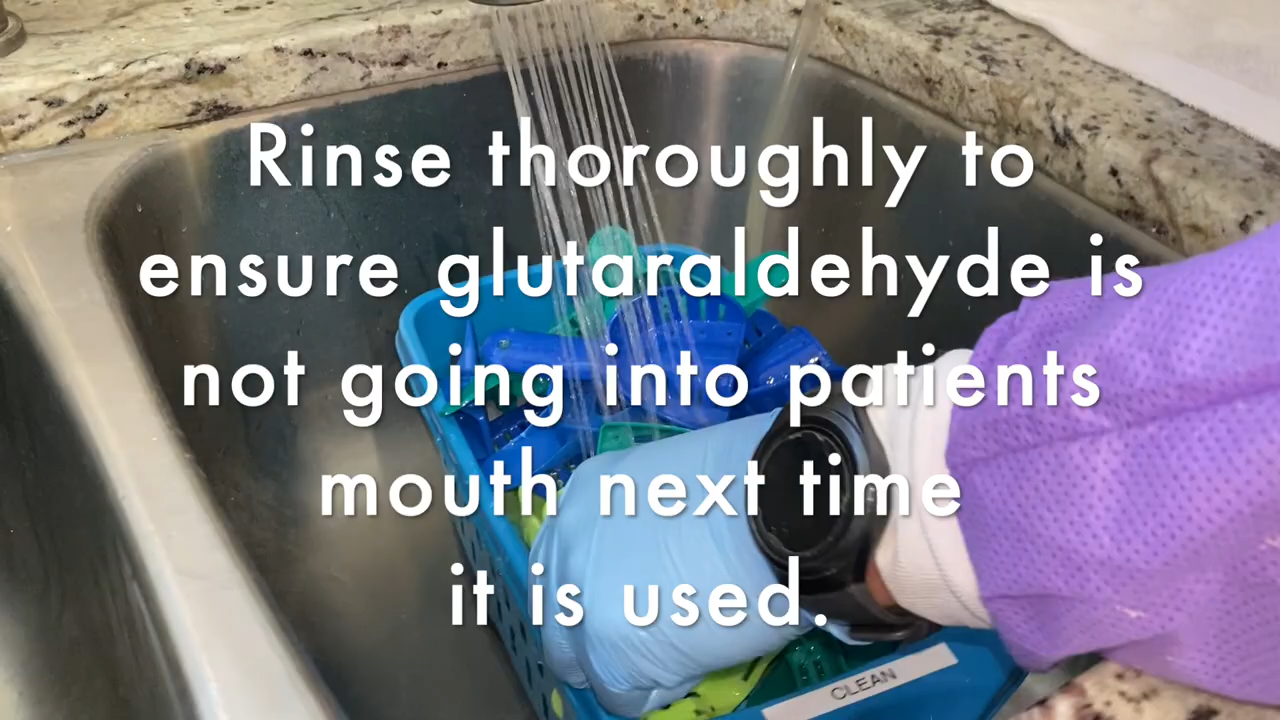 Rinse thoroughly to
ensure glutaraldehyde is
not going into patients
mouth next time
it is used.
CLEAN